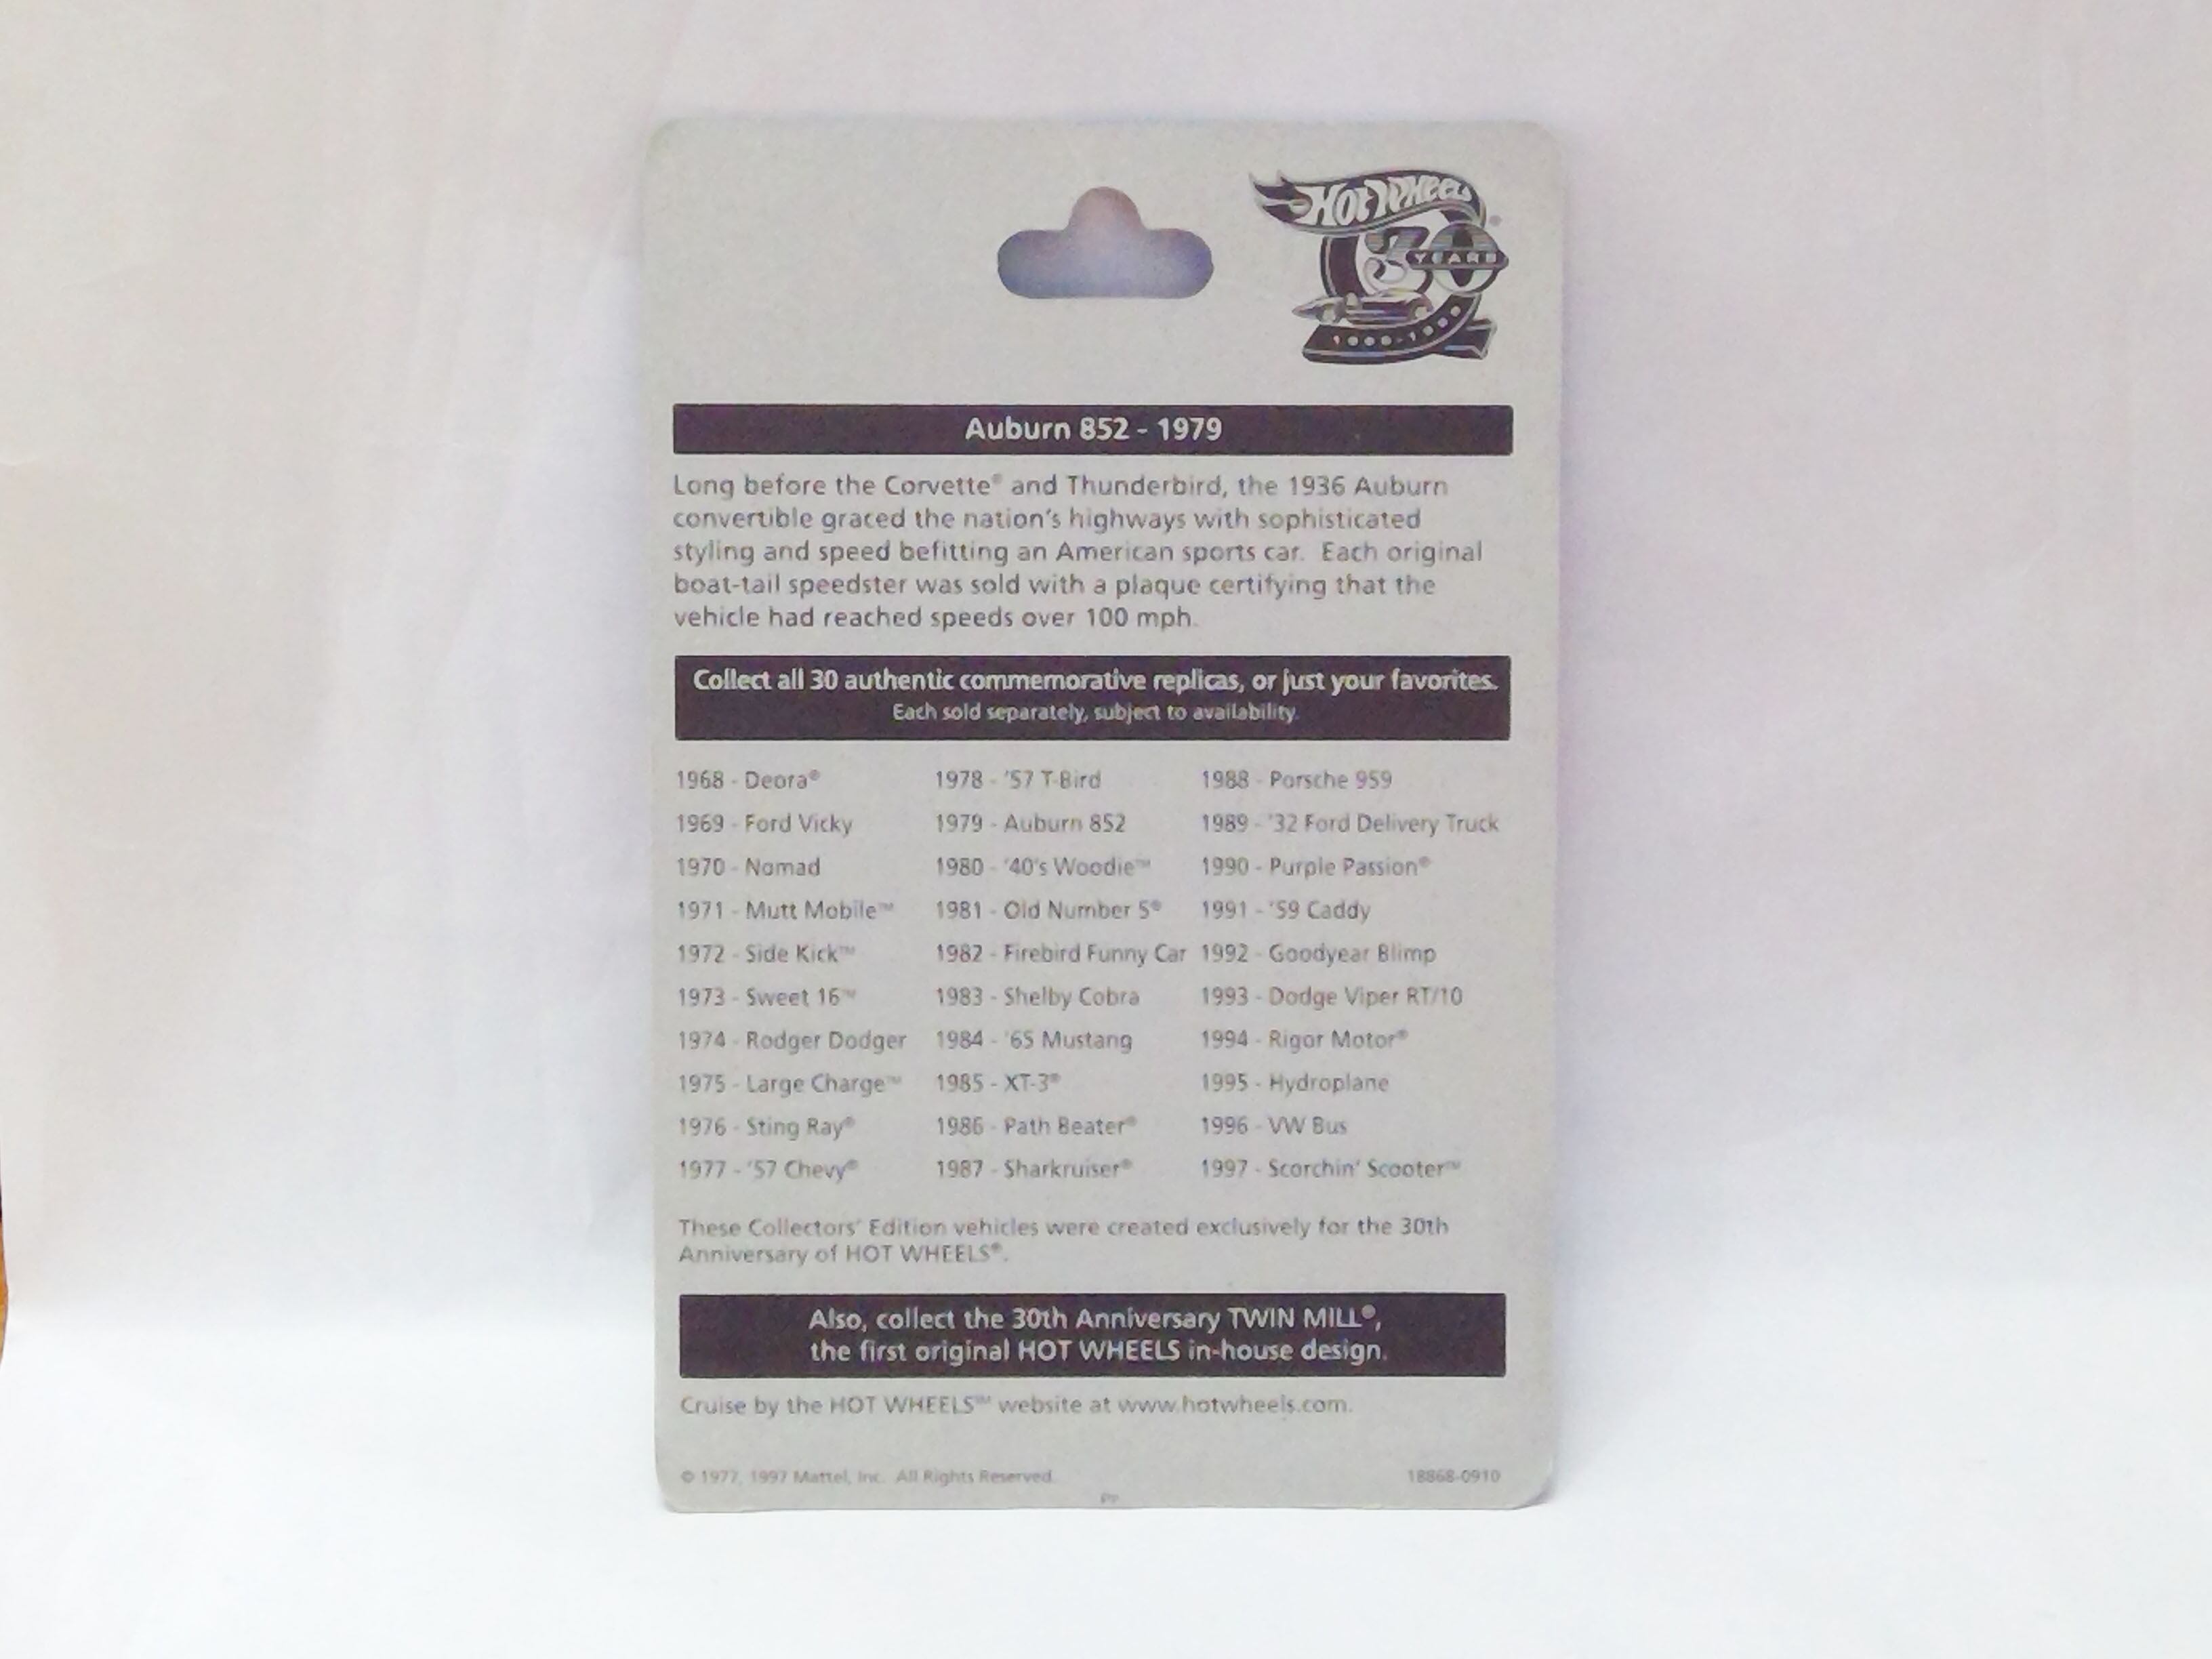 HOT WHEELS®
30
YEARS
Auburn 852 - 1979
Long before the Corvette® and Thunderbird, the 1936 Auburn
convertible graced the nation's highways with sophisticated
styling and speed befitting an American sports car. Each original
boat-tail speedster was sold with a plaque certifying that the
vehicle had reached speeds over 100 mph.
Collect all 30 authentic commemorative replicas, or just your favorites.
Each sold separately, subject to availability.
1968 - Deora®
1969 - Ford Vicky
1970 - Nomad
1971 - Mutt Mobile™
1972 - Side Kick™
1973 - Sweet 16™
1974 - Rodger Dodger
1975 - Large Charge™
1976 - Sting Ray®
1977 - '57 Chevy®
1978 - '57 T-Bird
1979 - Auburn 852
1980 - '40's Woodie™
1981 - Old Number 5®
1982 - Firebird Funny Car
1983 - Shelby Cobra
1984 - '65 Mustang
1985 - XT-3®
1986 - Path Beater®
1987 - Sharkruiser®
1988 - Porsche 959
1989 - '32 Ford Delivery Truck
1990 - Purple Passion®
1991 - '59 Caddy
1992 - Goodyear Blimp
1993 - Dodge Viper RT/10
1994 - Rigor Motor®
1995 - Hydroplane
1996 - VW Bus
1997 - Scorchin' Scooter™
These Collectors' Edition vehicles were created exclusively for the 30th
Anniversary of HOT WHEELS®.
Also, collect the 30th Anniversary TWIN MILL®,
the first original HOT WHEELS in-house design.
Cruise by the HOT WHEELS™ website at www.hotwheels.com.
© 1977, 1997 Mattel, Inc. All Rights Reserved.
18868-0910